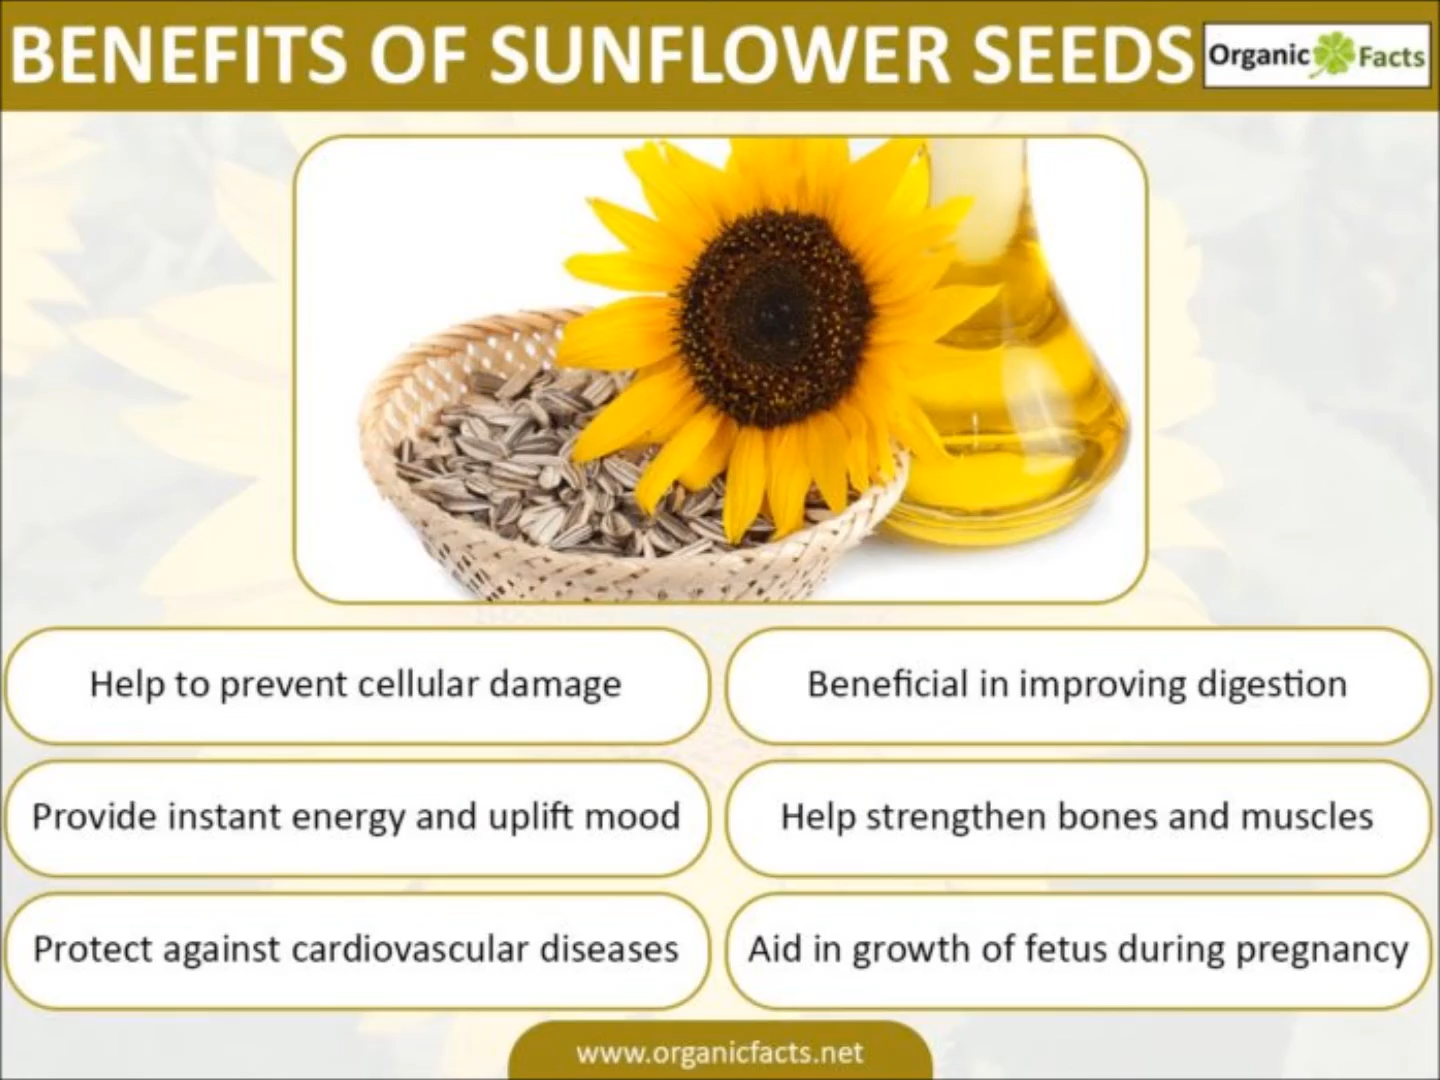 BENEFITS OF SUNFLOWER SEEDS
Organic Facts
Help to prevent cellular damage
Beneficial in improving digestion
Provide instant energy and uplift mood
Help strengthen bones and muscles
Protect against cardiovascular diseases
Aid in growth of fetus during pregnancy
www.organicfacts.net